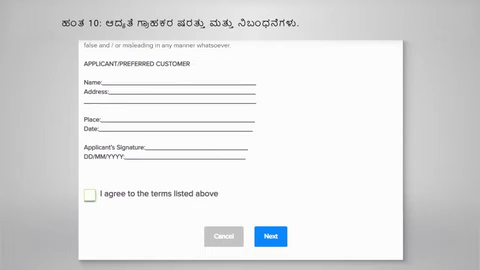 ಹಂತ 10: ಆದ್ಯತೆ ಗ್ರಾಹಕರ ಷರತ್ತು ಮತ್ತು ನಿಬಂಧನೆಗಳು.
false and / or misleading in any manner whatsoever.
APPLICANT/PREFERRED CUSTOMER
Name:
Address:
Place:
Date:
Applicant's Signature:
DD/MM/YYYY:
I agree to the terms listed above
Cancel Next